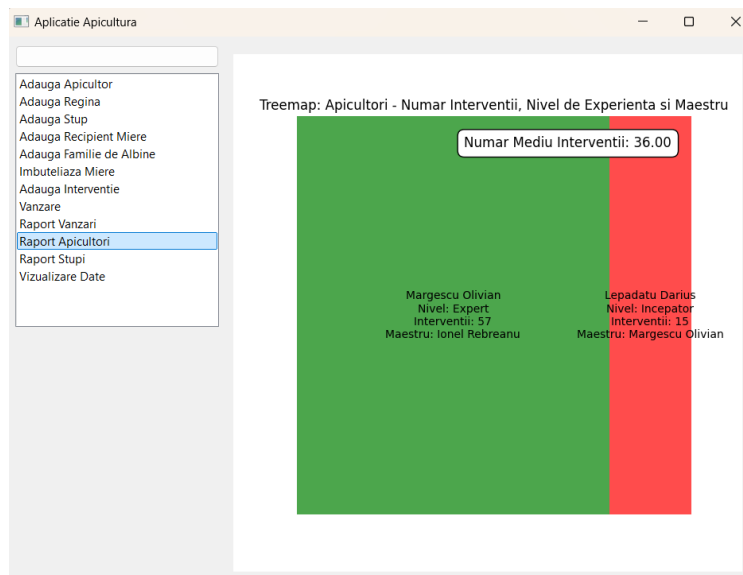 Aplicatie Apicultura
Adauga Apicultor
Adauga Regina
Adauga Stup
Adauga Recipient Miere
Adauga Familie de Albine
Imbuteliaza Miere
Adauga Interventie
Vanzare
Raport Vanzari
Raport Apicultori
Raport Stupi
Vizualizare Date
Treemap: Apicultori - Numar Interventii, Nivel de Experienta si Maestru
Numar Mediu Interventii: 36.00
Margescu Olivian
Nivel: Expert
Interventii: 57
Maestru: Ionel Rebreanu
Lepadatu Darius
Nivel: Incepator
Interventii: 15
Maestru: Margescu Olivian